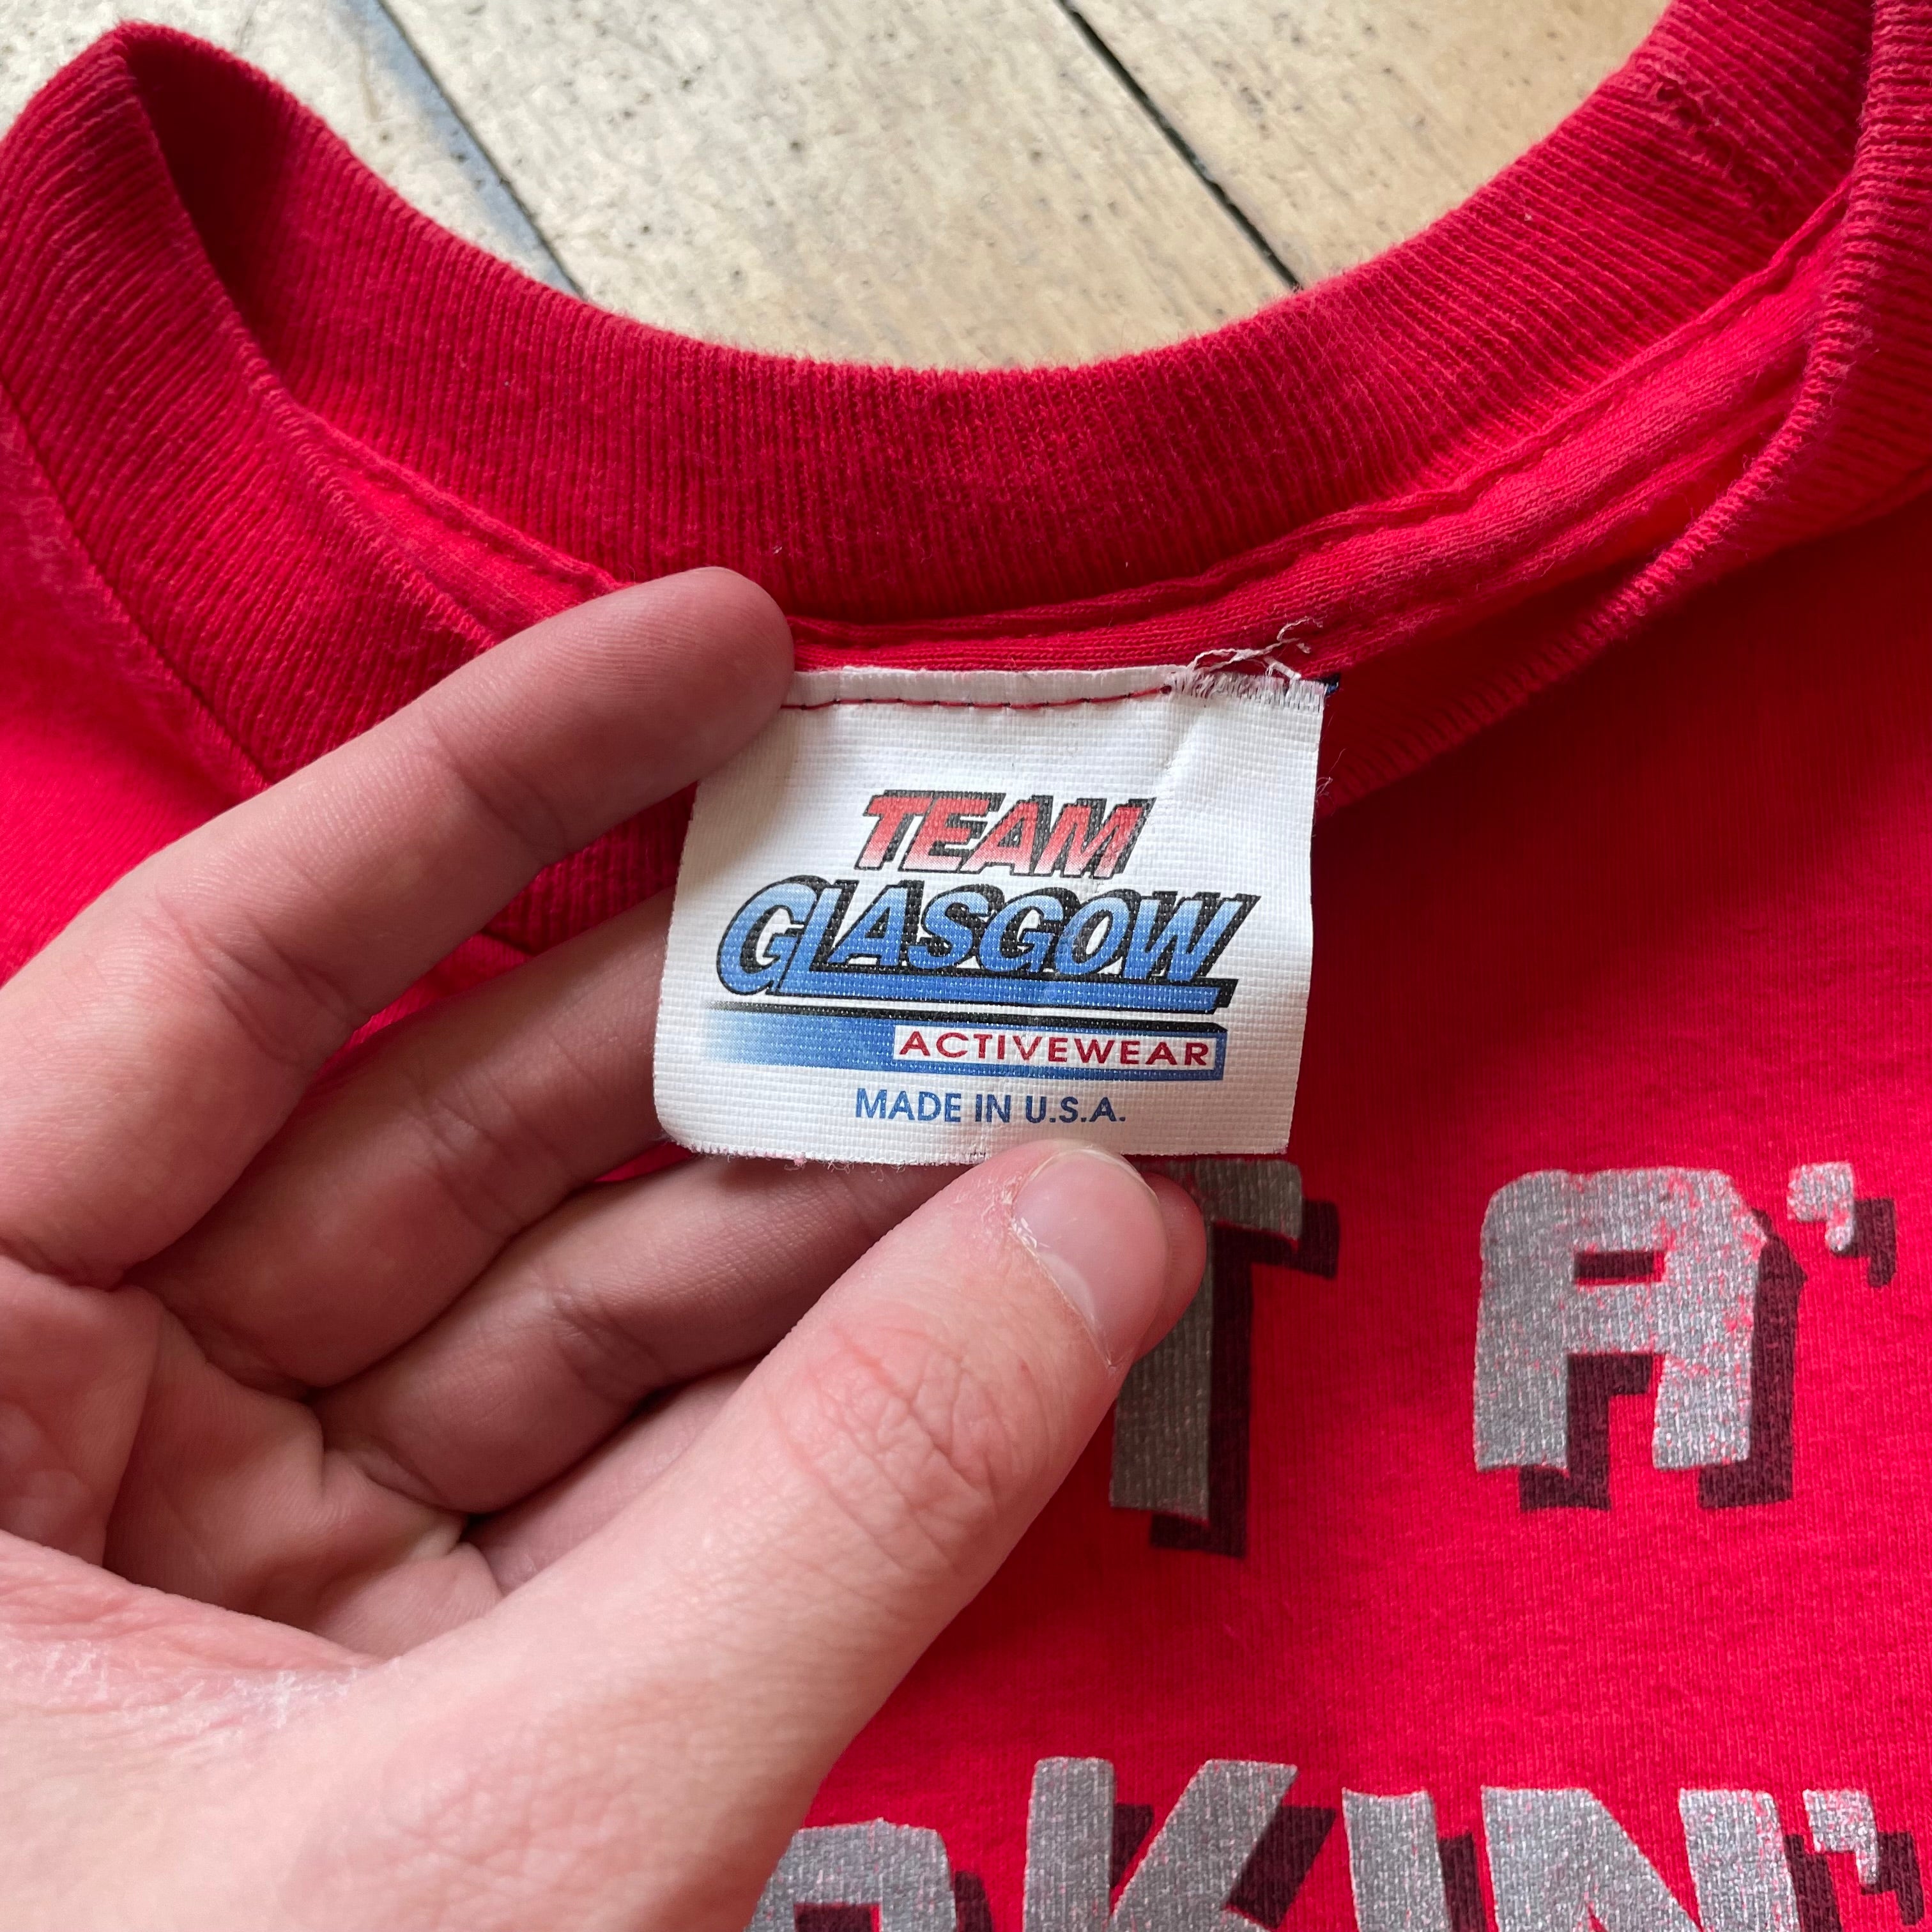 TEAM
GLASGOW
ACTIVEWEAR
MADE IN U.S.A.